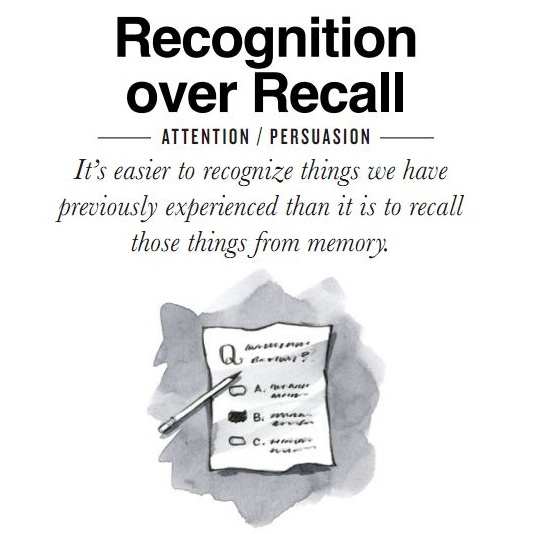 Recognition
over Recall
ATTENTION / PERSUASION
It's easier to recognize things we have
previously experienced than it is to recall
those things from memory.
Q
?
A.
B.
C.